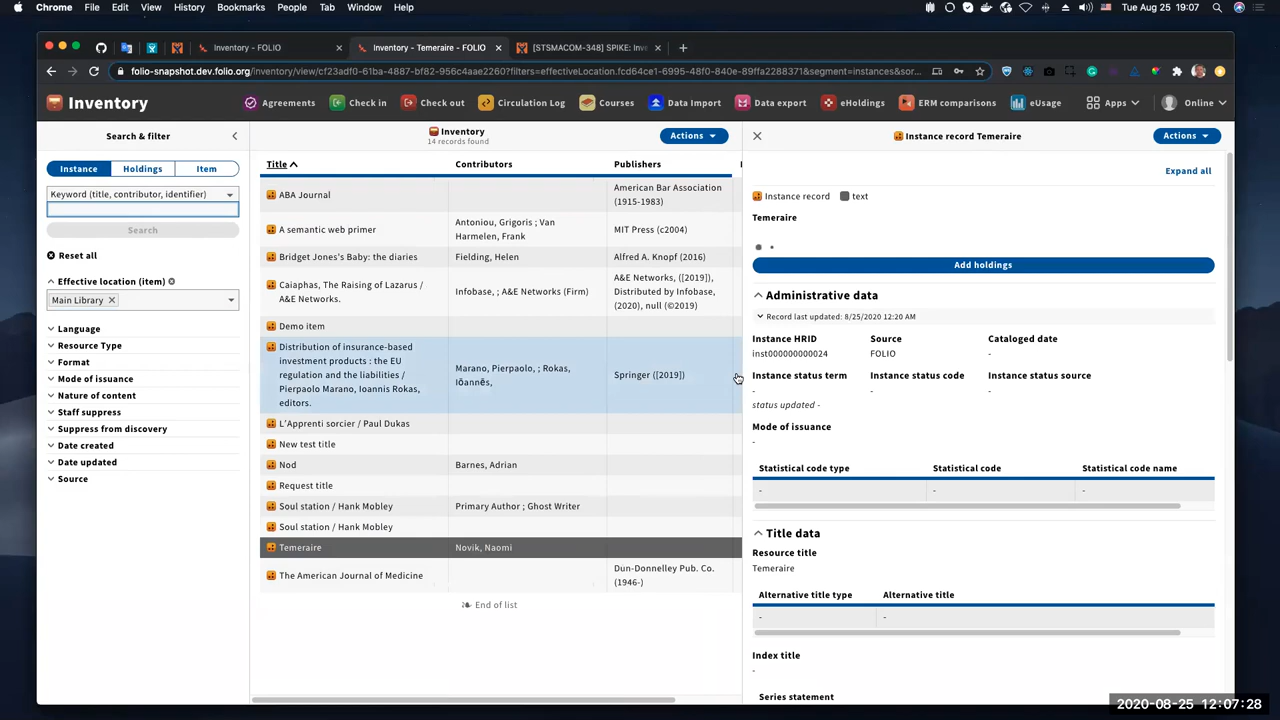 Chrome File Edit View History Bookmarks People Tab Window Help
Tue Aug 25 19:07
Inventory - FOLIO
Inventory - Temeraire - FOLIO
[STSMACOM-348] SPIKE: Inve
folio-snapshot.dev.folio.org/inventory/view/cf23adf0-61ba-4887-bf82-956c4aae2260?filters=effectiveLocation.fcd64ce1-6995-48f0-840e-89ffa2288371&segment=instances&sor...
Inventory
Agreements
Check in
Check out
Circulation Log
Courses
Data Import
Data export
eHoldings
ERM comparisons
eUsage
Apps
Online
Search & filter
Instance Holdings Item
Keyword (title, contributor, identifier)
Search
Reset all
Effective location (item)
Main Library
Language
Resource Type
Format
Mode of issuance
Nature of content
Staff suppress
Suppress from discovery
Date created
Date updated
Source
Inventory
14 records found
Actions
Title Contributors Publishers
ABA Journal
American Bar Association
(1915-1983)
A semantic web primer
Antoniou, Grigoris ; Van
Harmelen, Frank
MIT Press (c2004)
Bridget Jones's Baby: the diaries
Fielding, Helen
Alfred A. Knopf (2016)
Caiaphas, The Raising of Lazarus /
A&E Networks.
Infobase, ; A&E Networks (Firm)
A&E Networks, ([2019]),
Distributed by Infobase,
(2020), null (©2019)
Demo item
Distribution of insurance-based
investment products : the EU
regulation and the liabilities /
Pierpaolo Marano, Ioannis Rokas,
editors.
Marano, Pierpaolo, ; Rokas,
Iōannēs,
Springer ([2019])
L'Apprenti sorcier / Paul Dukas
New test title
Nod
Barnes, Adrian
Request title
Soul station / Hank Mobley
Primary Author ; Ghost Writer
Soul station / Hank Mobley
Temeraire
Novik, Naomi
The American Journal of Medicine
Dun-Donnelley Pub. Co.
(1946-)
End of list
Instance record Temeraire
Actions
Expand all
Instance record text
Temeraire
Add holdings
Administrative data
Record last updated: 8/25/2020 12:20 AM
Instance HRID Source Cataloged date
inst000000000024 FOLIO -
Instance status term Instance status code Instance status source
- - -
status updated -
Mode of issuance
-
Statistical code type Statistical code Statistical code name
- - -
Title data
Resource title
Temeraire
Alternative title type Alternative title
- -
Index title
-
Series statement
2020-08-25 12:07:28